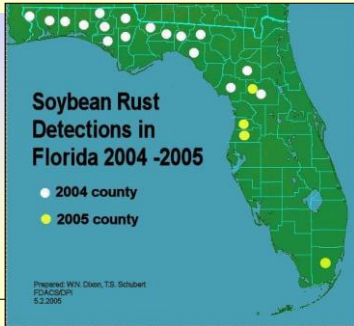 Soybean Rust
Detections in
Florida 2004 -2005
2004 county
2005 county
Prepared: W.N. Dixon, T.S. Schubert
FDACS/DPI
5.2.2005